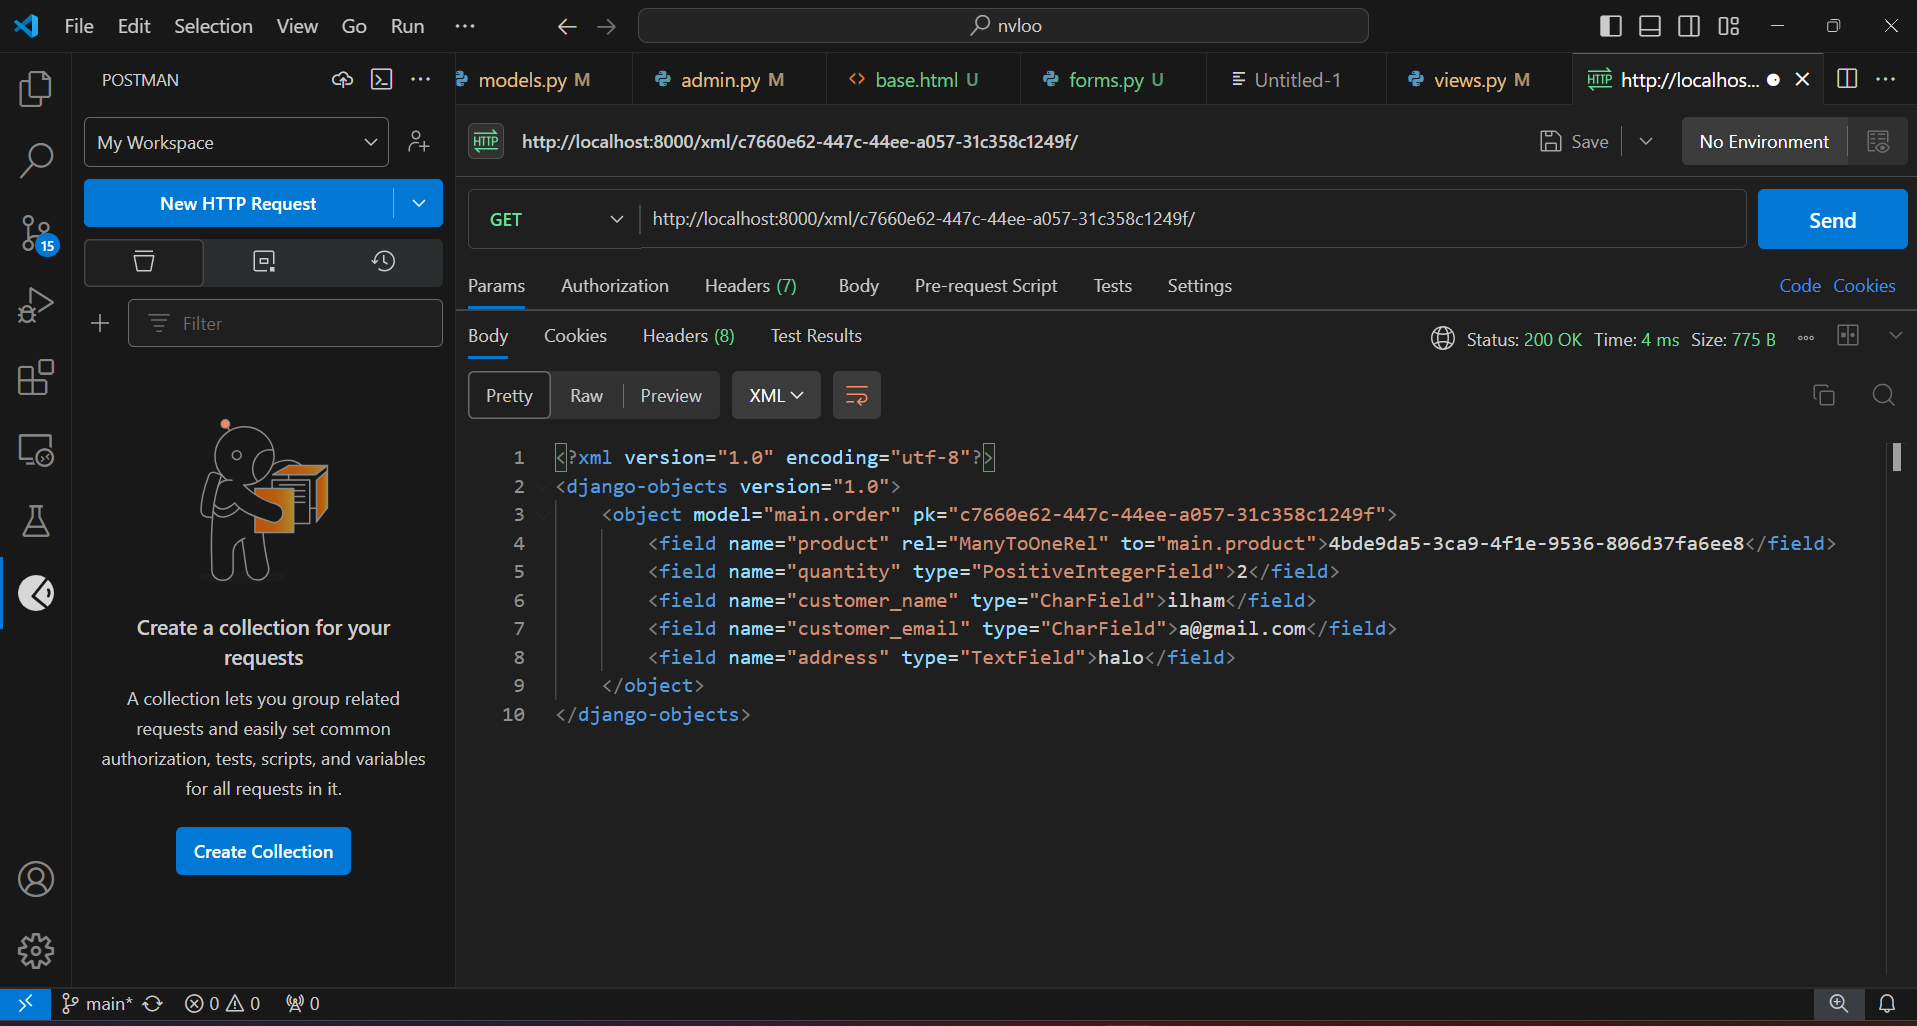 File Edit Selection View Go Run ··· nvloo
POSTMAN
models.py M admin.py M base.html U forms.py U Untitled-1 views.py M HTTP http://localhos...
My Workspace
HTTP http://localhost:8000/xml/c7660e62-447c-44ee-a057-31c358c1249f/ Save No Environment
New HTTP Request
GET http://localhost:8000/xml/c7660e62-447c-44ee-a057-31c358c1249f/ Send
15
Params Authorization Headers (7) Body Pre-request Script Tests Settings Code Cookies
Filter
Body Cookies Headers (8) Test Results Status: 200 OK Time: 4 ms Size: 775 B
Pretty Raw Preview XML
1 <?xml version="1.0" encoding="utf-8"?>
2 <django-objects version="1.0">
3 <object model="main.order" pk="c7660e62-447c-44ee-a057-31c358c1249f">
4 <field name="product" rel="ManyToOneRel" to="main.product">4bde9da5-3ca9-4f1e-9536-806d37fa6ee8</field>
5 <field name="quantity" type="PositiveIntegerField">2</field>
6 <field name="customer_name" type="CharField">ilham</field>
7 <field name="customer_email" type="CharField">a@gmail.com</field>
8 <field name="address" type="TextField">halo</field>
9 </object>
10 </django-objects>
Create a collection for your
requests
A collection lets you group related
requests and easily set common
authorization, tests, scripts, and variables
for all requests in it.
Create Collection
main* 0 0 0